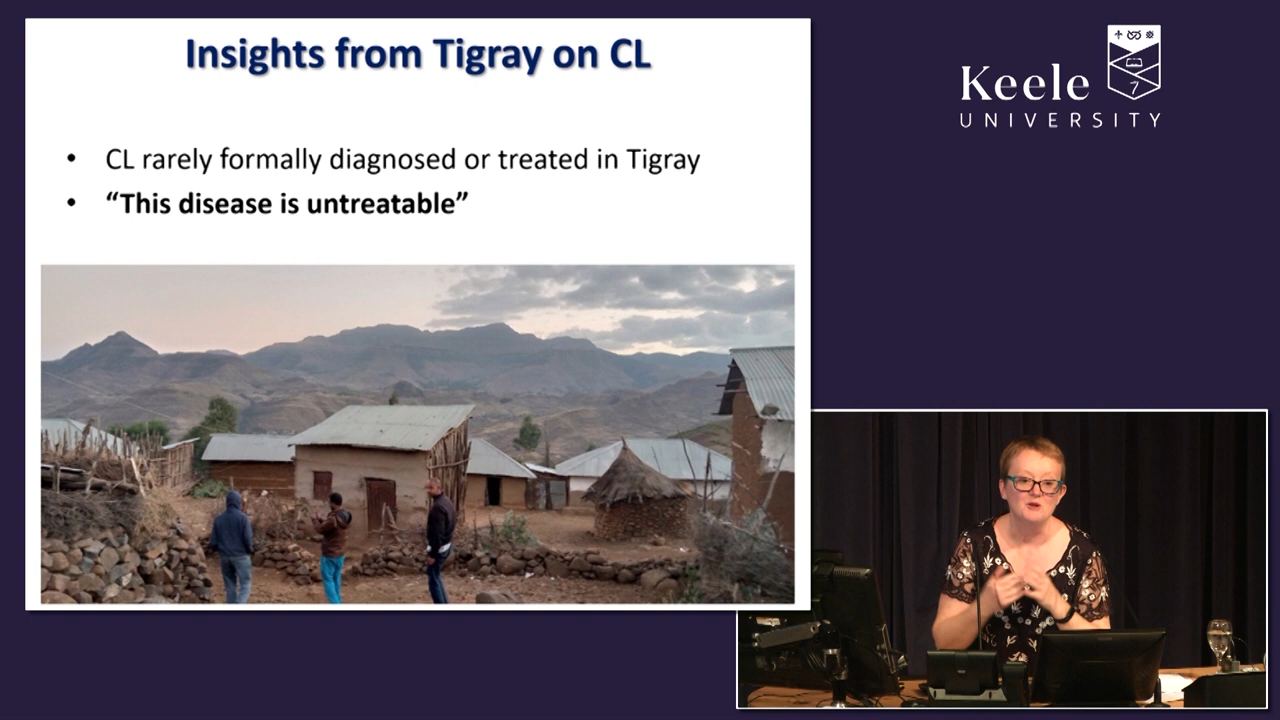 Insights from Tigray on CL
• CL rarely formally diagnosed or treated in Tigray
• “This disease is untreatable”
Keele
UNIVERSITY